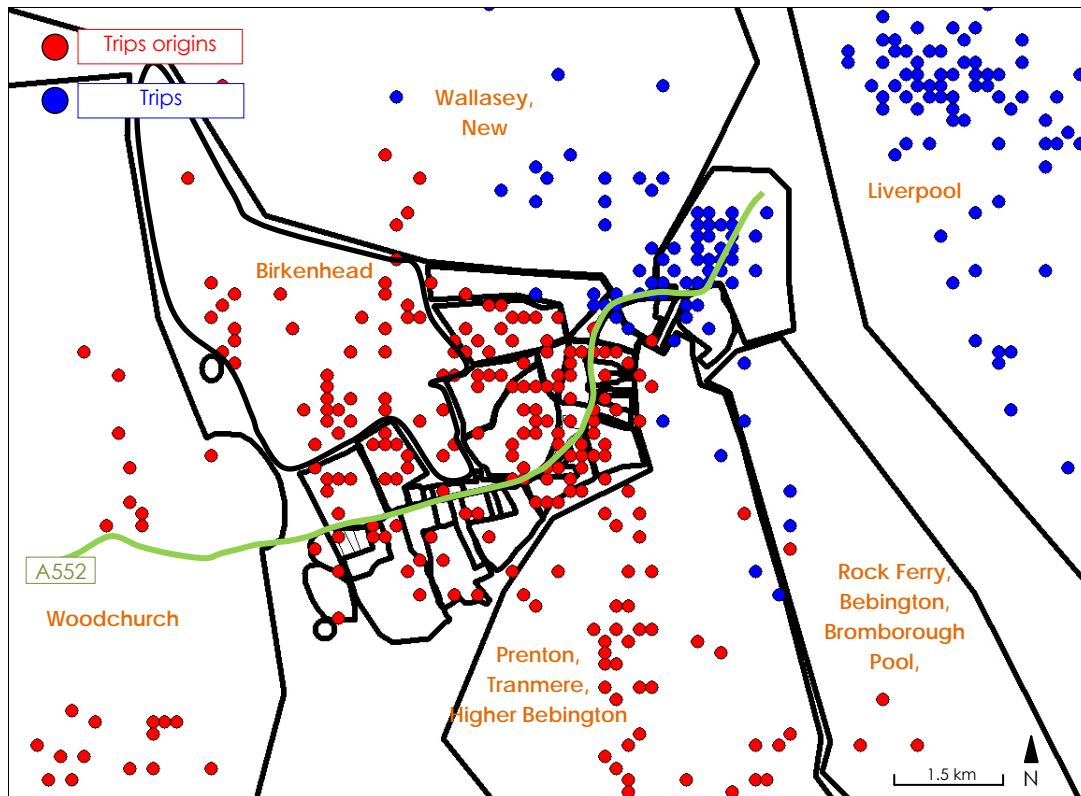 Trips origins
Trips
Wallasey,
New
Liverpool
Birkenhead
A552
Woodchurch
Rock Ferry,
Bebington,
Bromborough
Pool,
Prenton,
Tranmere,
Higher Bebington
1.5 km
N